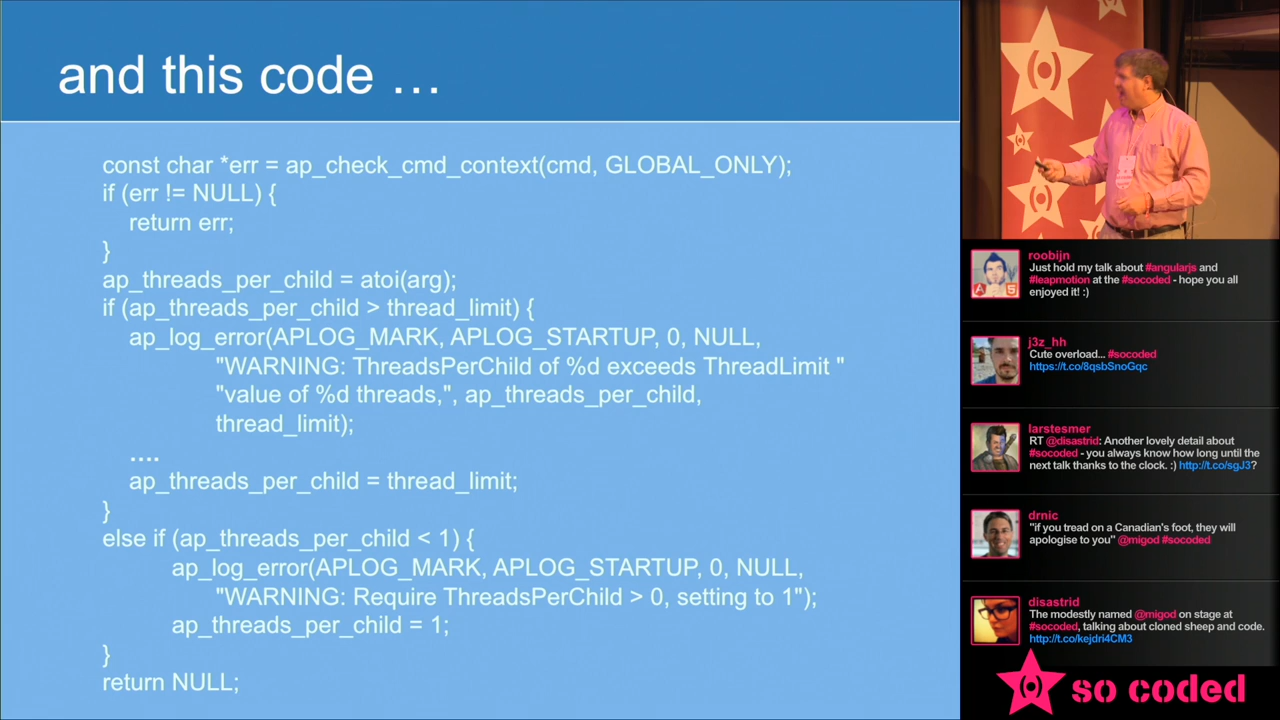 and this code …
const char *err = ap_check_cmd_context(cmd, GLOBAL_ONLY);
if (err != NULL) {
return err;
}
ap_threads_per_child = atoi(arg);
if (ap_threads_per_child > thread_limit) {
ap_log_error(APLOG_MARK, APLOG_STARTUP, 0, NULL,
"WARNING: ThreadsPerChild of %d exceeds ThreadLimit "
"value of %d threads,", ap_threads_per_child,
thread_limit);
....
ap_threads_per_child = thread_limit;
}
else if (ap_threads_per_child < 1) {
ap_log_error(APLOG_MARK, APLOG_STARTUP, 0, NULL,
"WARNING: Require ThreadsPerChild > 0, setting to 1");
ap_threads_per_child = 1;
}
return NULL;
roobijn
Just hold my talk about #angularjs and
#leapmotion at the #socoded - hope you all
enjoyed it! :)
j3z_hh
Cute overload... #socoded
https://t.co/8qsbSnoGqc
larstesmer
RT @disastrid: Another lovely detail about
#socoded - you always know how long until the
next talk thanks to the clock. :) http://t.co/sgJ3?
drnic
"if you tread on a Canadian's foot, they will
apologise to you" @migod #socoded
disastrid
The modestly named @migod on stage at
#socoded, talking about cloned sheep and code.
http://t.co/kejdri4CM3
so coded